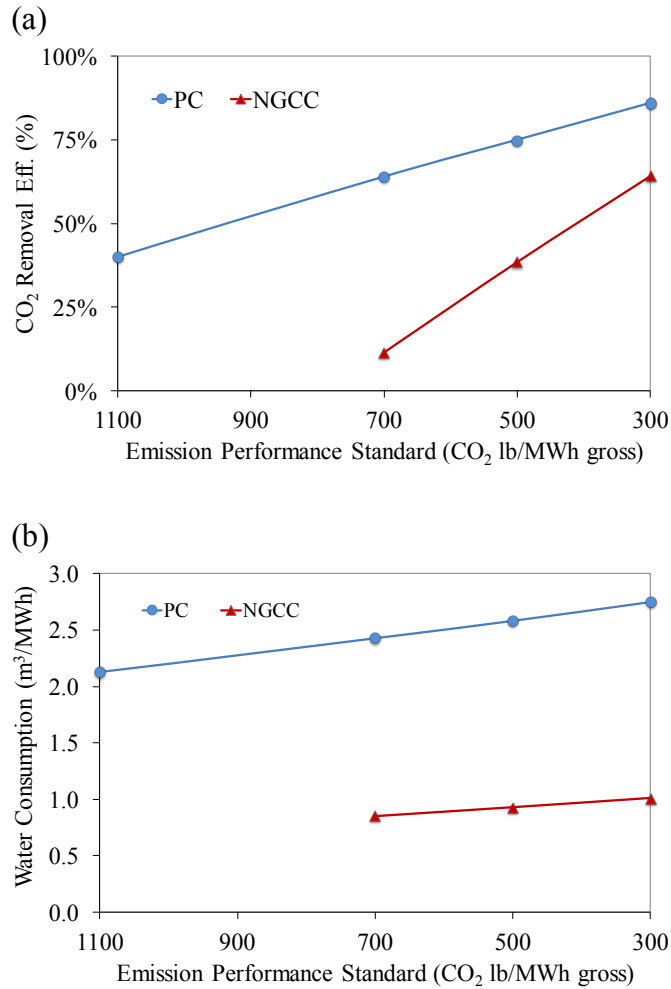 (a)
100%
PC NGCC
75%
50%
25%
0%
CO₂ Removal Eff. (%)
1100 900 700 500 300
Emission Performance Standard (CO₂ lb/MWh gross)
(b)
3.0
PC NGCC
2.5
2.0
1.5
1.0
0.5
0.0
Water Consumption (m³/MWh)
1100 900 700 500 300
Emission Performance Standard (CO₂ lb/MWh gross)